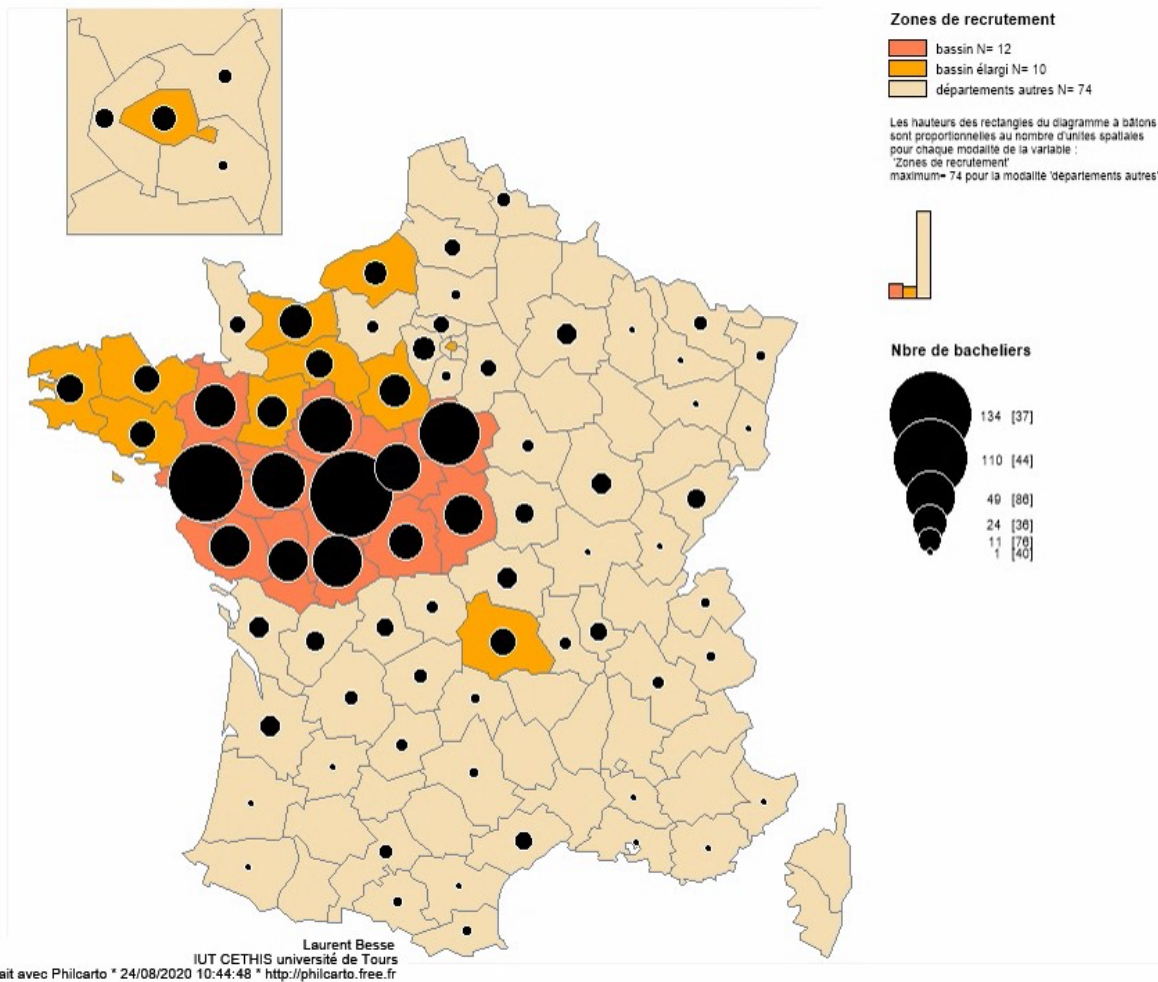 Zones de recrutement
bassin N= 12
bassin élargi N= 10
départements autres N= 74
Les hauteurs des rectangles du diagramme à bâtons
sont proportionnelles au nombre d'unites spatiales
pour chaque modalité de la variable :
'Zones de recrutement'
maximum= 74 pour la modalité 'départements autres'
Nbre de bacheliers
134 [37]
110 [44]
49 [86]
24 [36]
11 [76]
1 [40]
Laurent Besse
IUT CETHIS université de Tours
ait avec Philcarto * 24/08/2020 10:44:48 * http://philcarto.free.fr